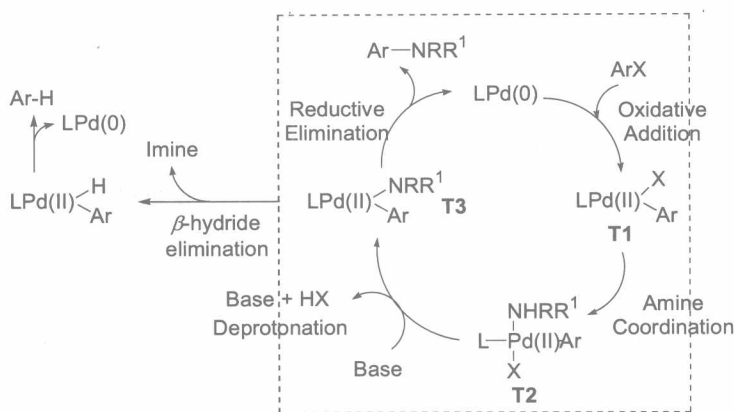 Ar—NRR¹
ArX
LPd(0)
Reductive
Elimination
Oxidative
Addition
Ar-H
LPd(0)
Imine
LPd(II)
H
Ar
β-hydride
elimination
LPd(II)
NRR¹
Ar
T3
LPd(II)
X
Ar
T1
Base + HX
Deprotonation
Base
NHRR¹
L—Pd(II)Ar
X
T2
Amine
Coordination